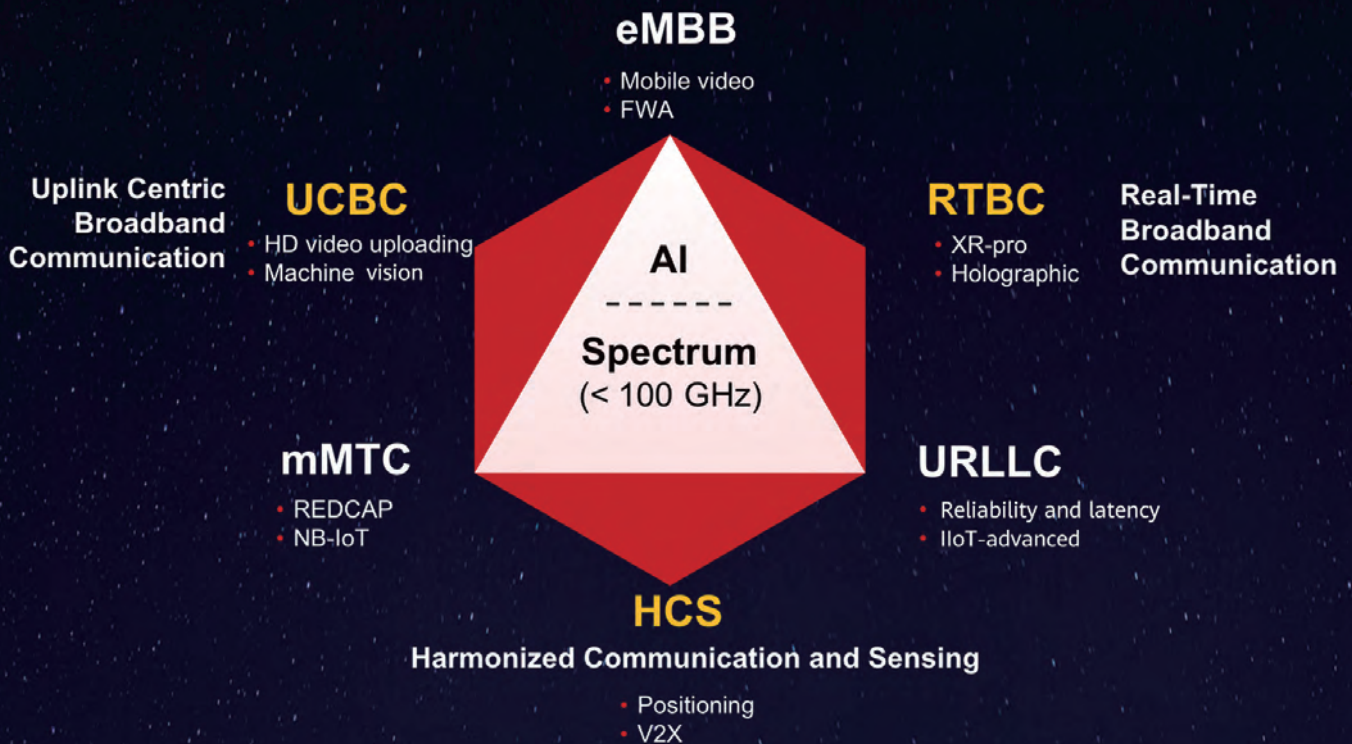 eMBB
• Mobile video
• FWA
Uplink Centric
Broadband
Communication
UCBC
• HD video uploading
• Machine vision
RTBC
• XR-pro
• Holographic
Real-Time
Broadband
Communication
AI
------
Spectrum
(< 100 GHz)
mMTC
• REDCAP
• NB-IoT
URLLC
• Reliability and latency
• IIoT-advanced
HCS
Harmonized Communication and Sensing
• Positioning
• V2X